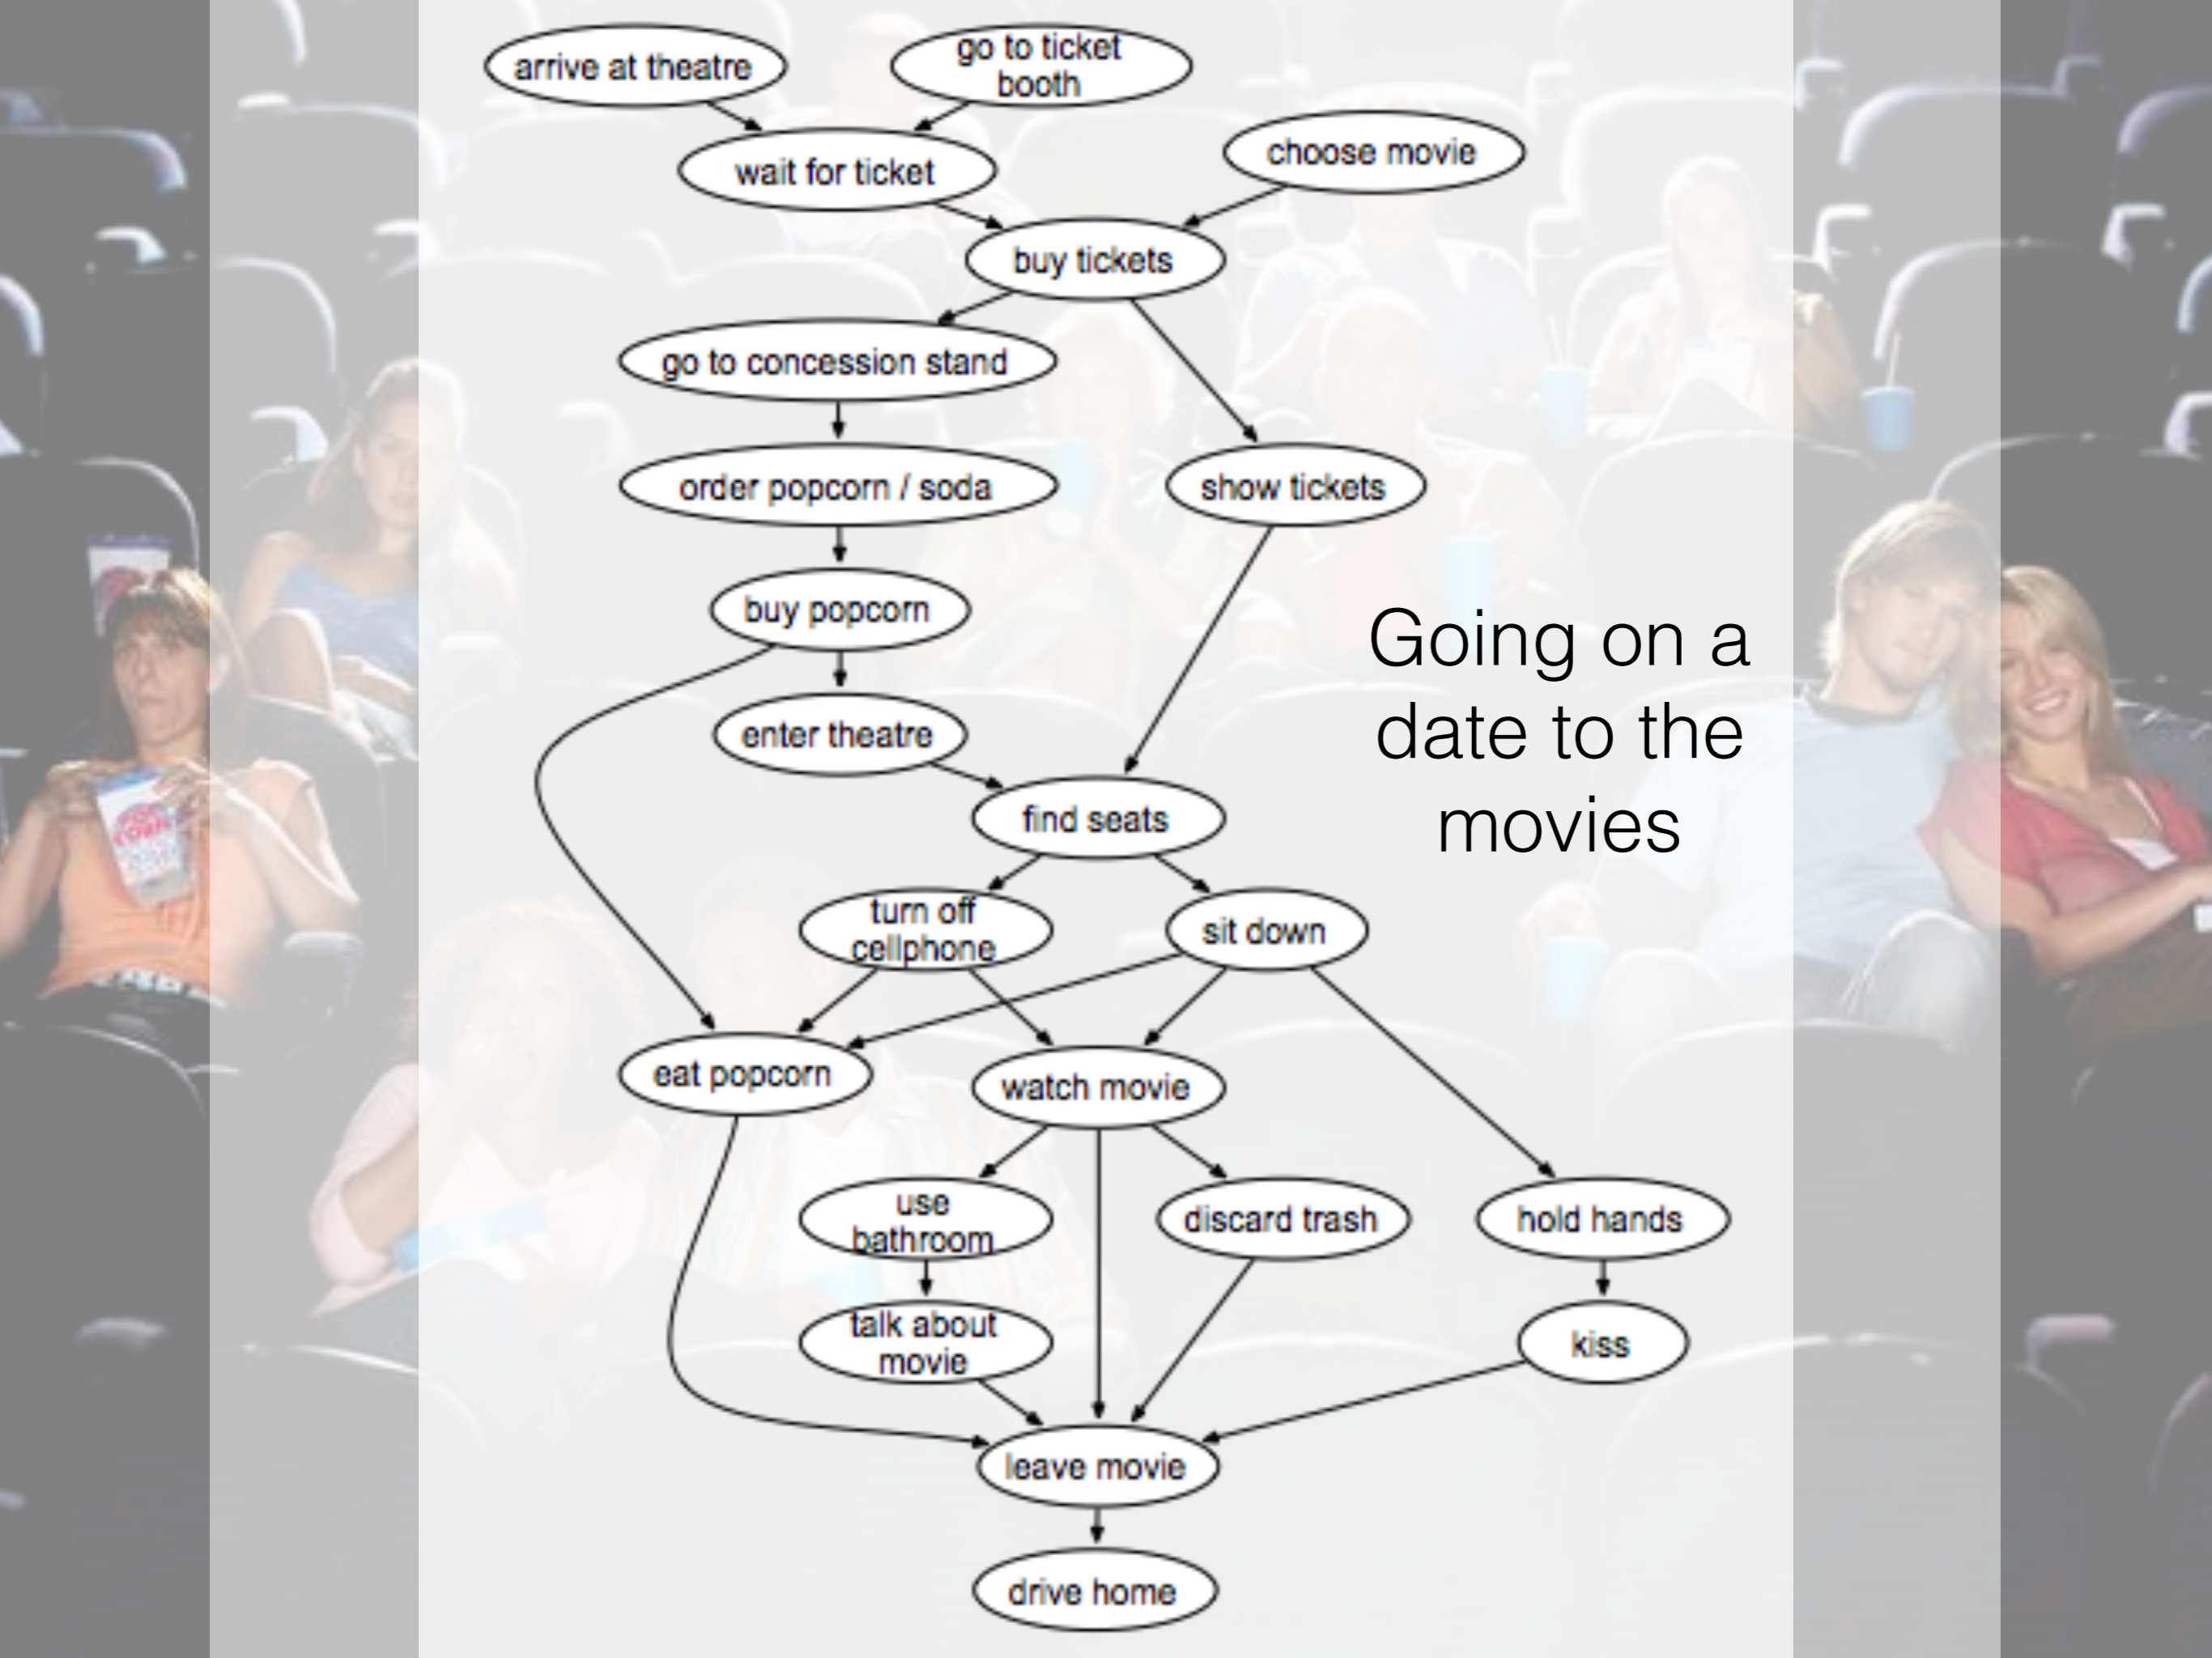 arrive at theatre
go to ticket
booth
choose movie
wait for ticket
buy tickets
go to concession stand
order popcorn / soda
show tickets
buy popcorn
Going on a
date to the
movies
enter theatre
find seats
turn off
cellphone
sit down
eat popcorn
watch movie
use
bathroom
discard trash
hold hands
talk about
movie
kiss
leave movie
drive home
POP
CORN